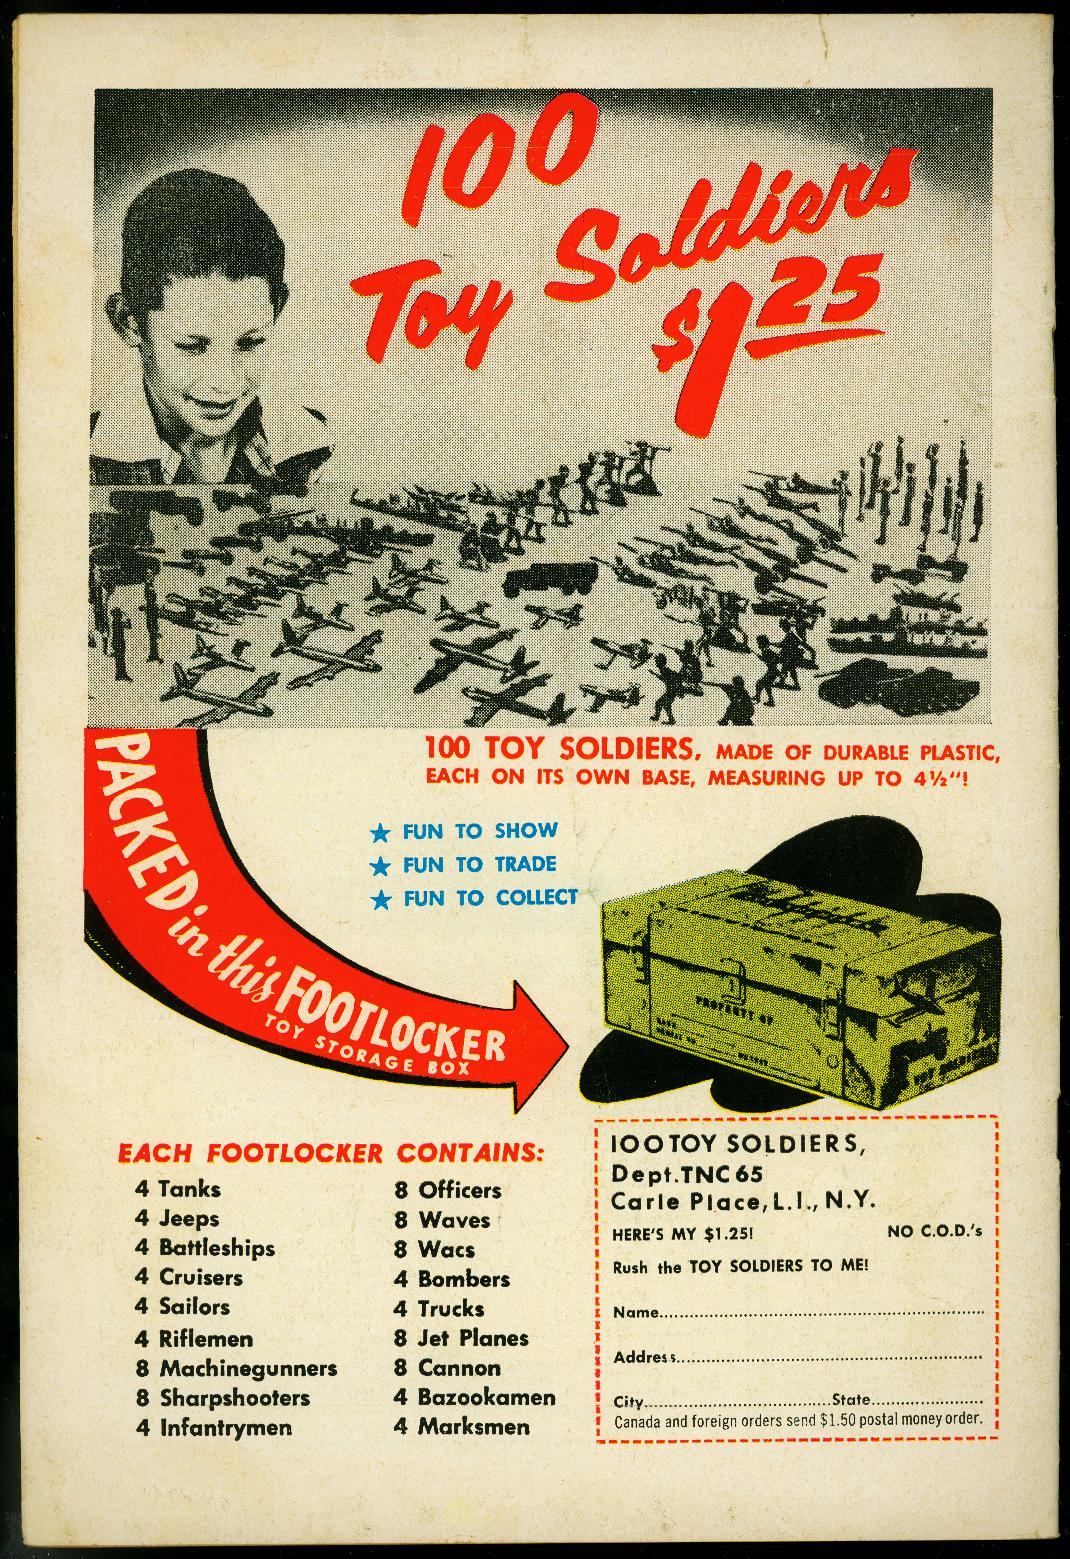 100
Toy Soldiers
$1 25
100 TOY SOLDIERS, MADE OF DURABLE PLASTIC,
EACH ON ITS OWN BASE, MEASURING UP TO 4½"!
★ FUN TO SHOW
★ FUN TO TRADE
★ FUN TO COLLECT
PACKED in this FOOTLOCKER
TOY STORAGE BOX
PROPERTY OF
TOY SOLDIERS
EACH FOOTLOCKER CONTAINS:
4 Tanks
4 Jeeps
4 Battleships
4 Cruisers
4 Sailors
4 Riflemen
8 Machinegunners
8 Sharpshooters
4 Infantrymen
8 Officers
8 Waves
8 Wacs
4 Bombers
4 Trucks
8 Jet Planes
8 Cannon
4 Bazookamen
4 Marksmen
100 TOY SOLDIERS,
Dept. TNC 65
Carle Place, L.I., N.Y.
HERE'S MY $1.25! NO C.O.D.'s
Rush the TOY SOLDIERS TO ME!
Name
Address
City State
Canada and foreign orders send $1.50 postal money order.